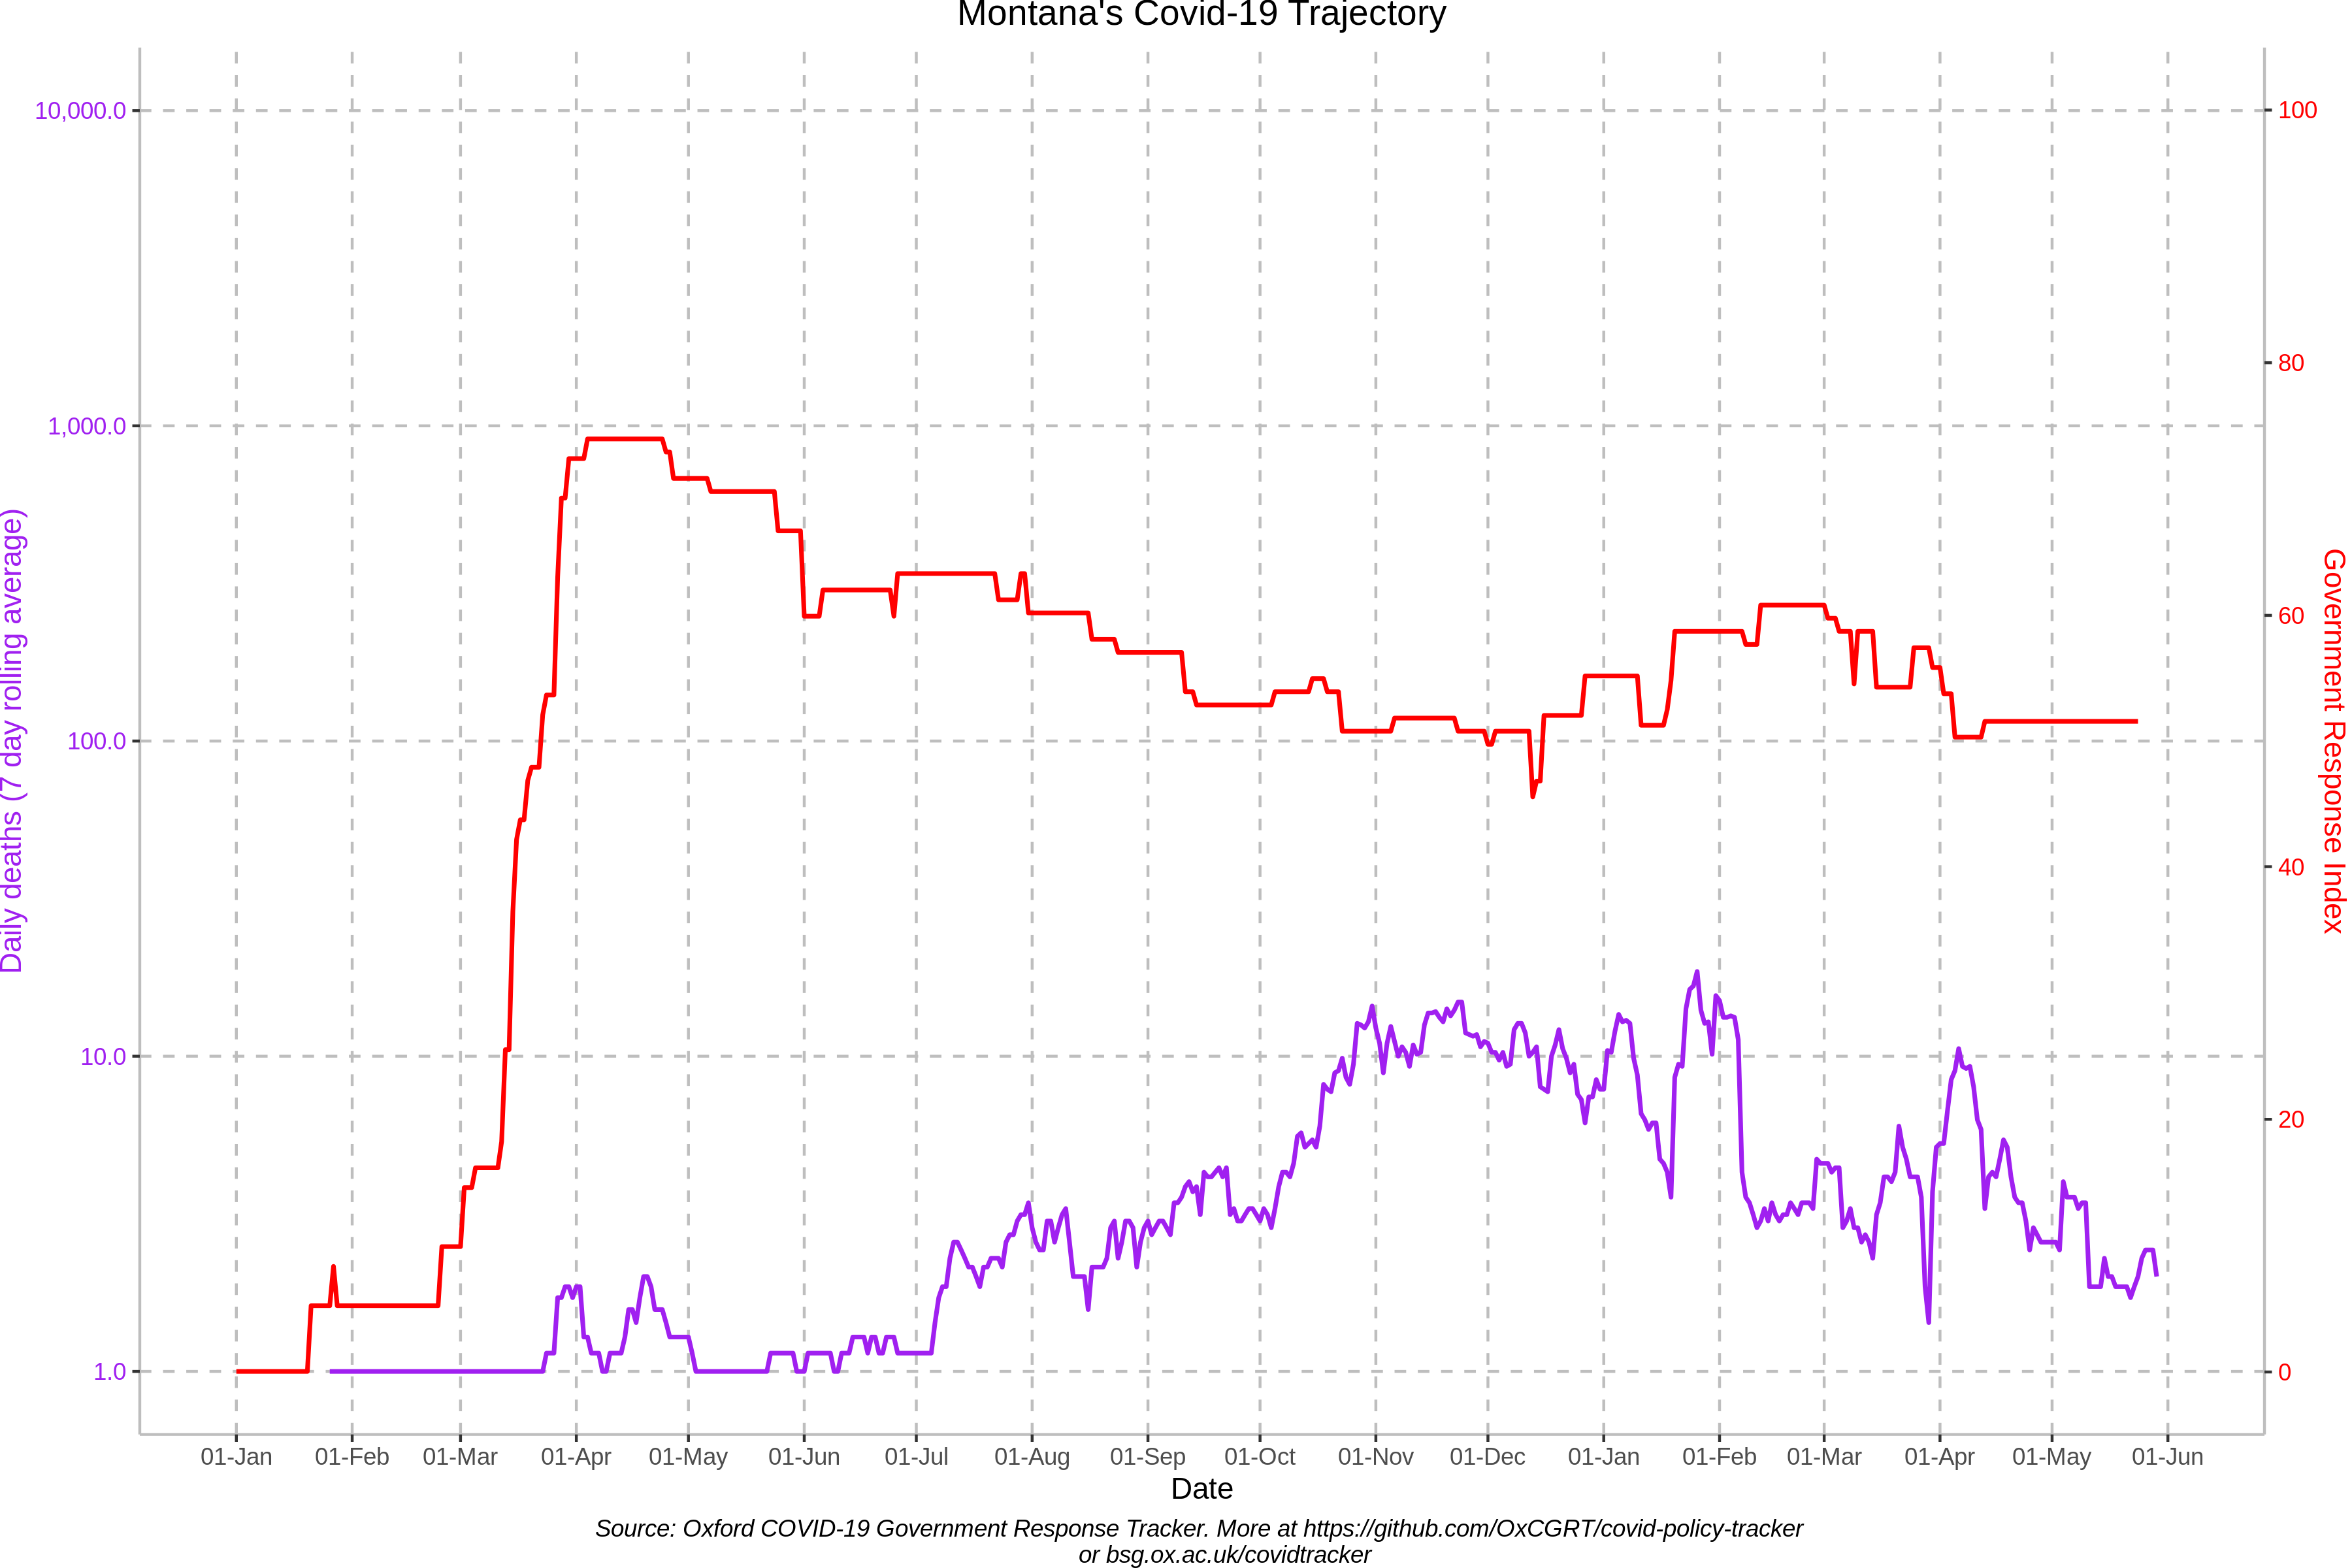 Montana's Covid-19 Trajectory
10,000.0
1,000.0
100.0
10.0
1.0
Daily deaths (7 day rolling average)
100
80
60
40
20
0
Government Response Index
01-Jan 01-Feb 01-Mar 01-Apr 01-May 01-Jun 01-Jul 01-Aug 01-Sep 01-Oct 01-Nov 01-Dec 01-Jan 01-Feb 01-Mar 01-Apr 01-May 01-Jun
Date
Source: Oxford COVID-19 Government Response Tracker. More at https://github.com/OxCGRT/covid-policy-tracker
or bsg.ox.ac.uk/covidtracker